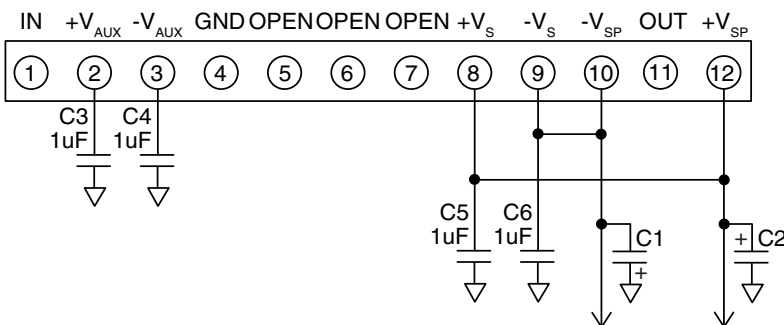 IN +VAUX -VAUX GND OPEN OPEN OPEN +VS -VS -VSP OUT +VSP
1 2 3 4 5 6 7 8 9 10 11 12
C3 1uF
C4 1uF
C5 1uF
C6 1uF
C1 +
+ C2